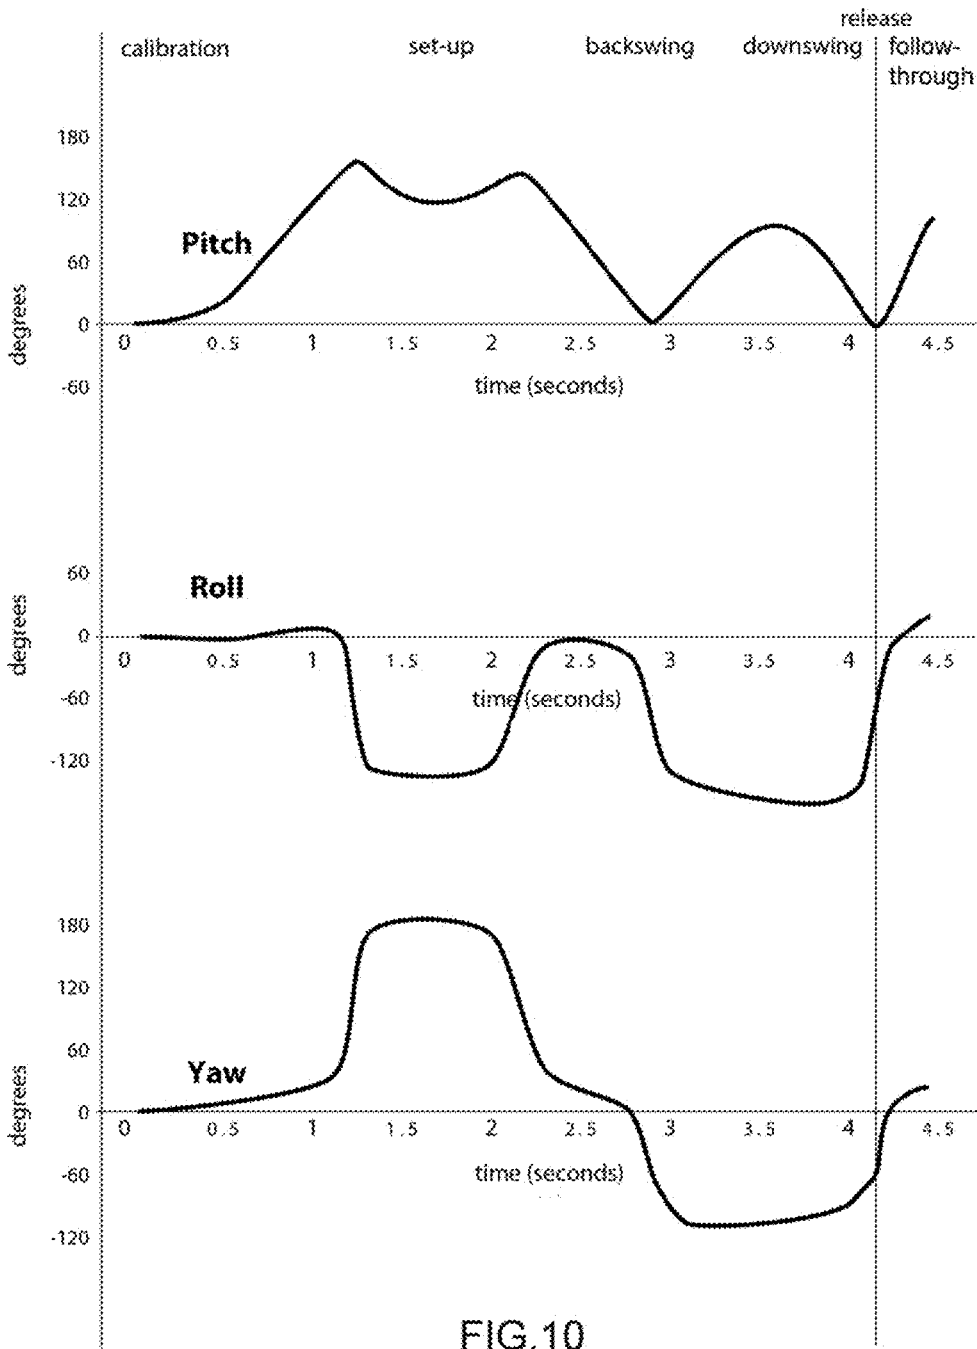 release
calibration set-up backswing downswing follow-
through
180
120
Pitch
60
degrees
0
0 0.5 1 1.5 2 2.5 3 3.5 4 4.5
-60
time (seconds)
60
Roll
degrees
0
0 0.5 1 1.5 2 2.5 3 3.5 4 4.5
-60
time (seconds)
-120
180
120
60
Yaw
degrees
0
0 0.5 1 1.5 2 2.5 3 3.5 4 4.5
-60
time (seconds)
-120
FIG.10